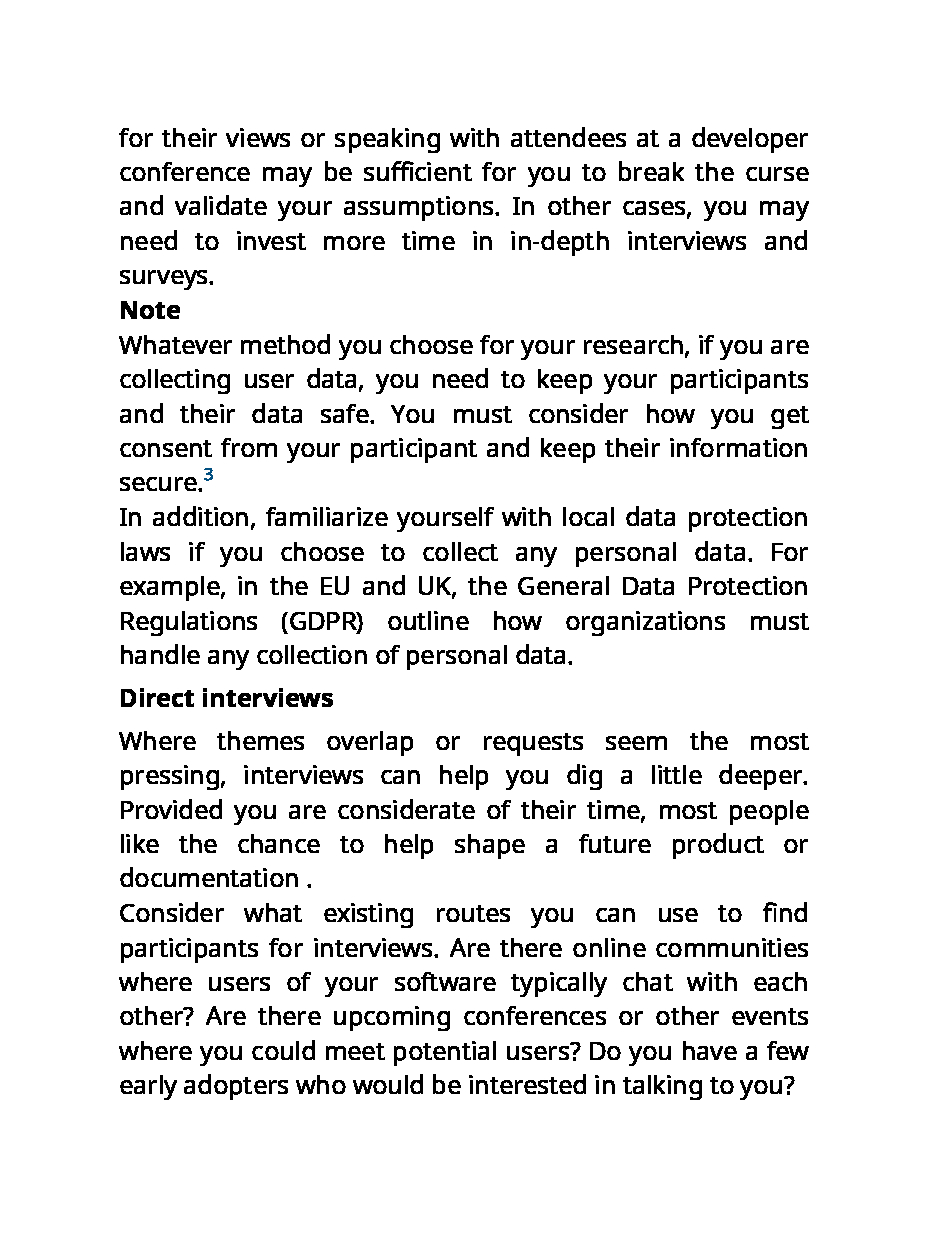 for their views or speaking with attendees at a developer
conference may be sufficient for you to break the curse
and validate your assumptions. In other cases, you may
need to invest more time in in-depth interviews and
surveys.
Note
Whatever method you choose for your research, if you are
collecting user data, you need to keep your participants
and their data safe. You must consider how you get
consent from your participant and keep their information
secure.3
In addition, familiarize yourself with local data protection
laws if you choose to collect any personal data. For
example, in the EU and UK, the General Data Protection
Regulations (GDPR) outline how organizations must
handle any collection of personal data.
Direct interviews
Where themes overlap or requests seem the most
pressing, interviews can help you dig a little deeper.
Provided you are considerate of their time, most people
like the chance to help shape a future product or
documentation .
Consider what existing routes you can use to find
participants for interviews. Are there online communities
where users of your software typically chat with each
other? Are there upcoming conferences or other events
where you could meet potential users? Do you have a few
early adopters who would be interested in talking to you?